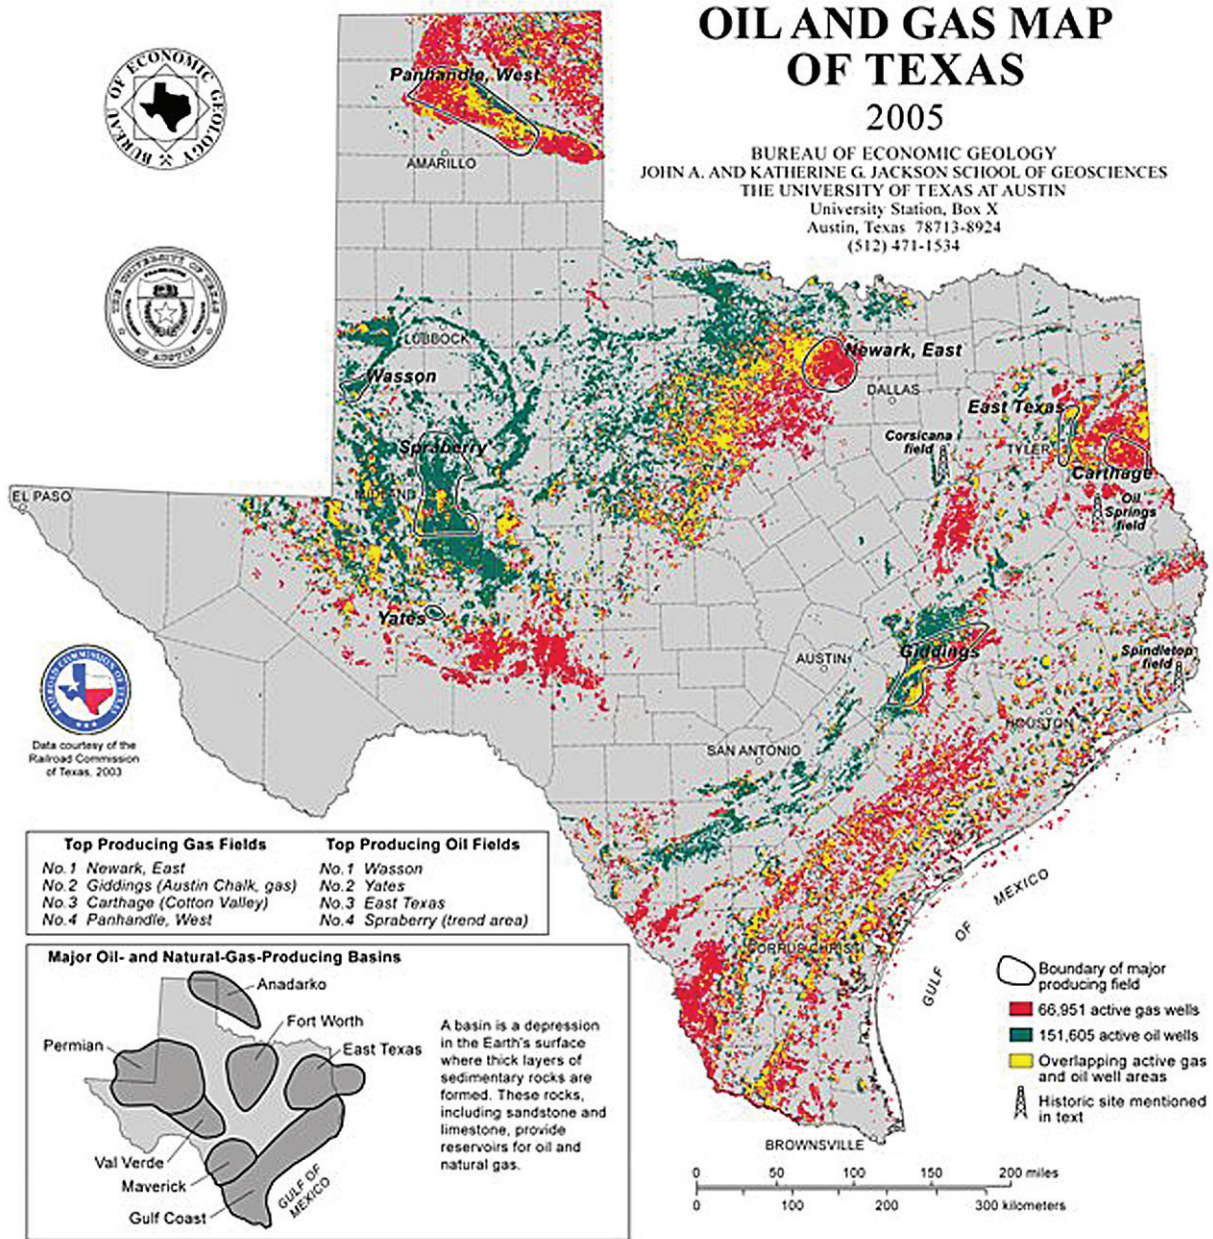 OIL AND GAS MAP
OF TEXAS
2005
BUREAU OF ECONOMIC GEOLOGY
JOHN A. AND KATHERINE G. JACKSON SCHOOL OF GEOSCIENCES
THE UNIVERSITY OF TEXAS AT AUSTIN
University Station, Box X
Austin, Texas 78713-8924
(512) 471-1534
BUREAU OF ECONOMIC GEOLOGY
THE UNIVERSITY OF TEXAS
AT AUSTIN
Panhandle, West
AMARILLO
LUBBOCK
Wasson
Newark, East
DALLAS
East Texas
Corsicana
field
TYLER
Spraberry
Carthage
MIDLAND
EL PASO
Oil
Springs
field
Yates
Giddings
AUSTIN
Spindletop
field
HOUSTON
SAN ANTONIO
CORPUS CHRISTI
BROWNSVILLE
GULF OF MEXICO
RAILROAD COMMISSION OF TEXAS
Data courtesy of the
Railroad Commission
of Texas, 2003
Top Producing Gas Fields
No.1 Newark, East
No.2 Giddings (Austin Chalk, gas)
No.3 Carthage (Cotton Valley)
No.4 Panhandle, West
Top Producing Oil Fields
No.1 Wasson
No.2 Yates
No.3 East Texas
No.4 Spraberry (trend area)
Major Oil- and Natural-Gas-Producing Basins
Anadarko
Fort Worth
Permian
East Texas
Val Verde
Maverick
Gulf Coast
GULF OF
MEXICO
A basin is a depression
in the Earth's surface
where thick layers of
sedimentary rocks are
formed. These rocks,
including sandstone and
limestone, provide
reservoirs for oil and
natural gas.
Boundary of major
producing field
66,951 active gas wells
151,605 active oil wells
Overlapping active gas
and oil well areas
Historic site mentioned
in text
0 50 100 150 200 miles
0 100 200 300 kilometers